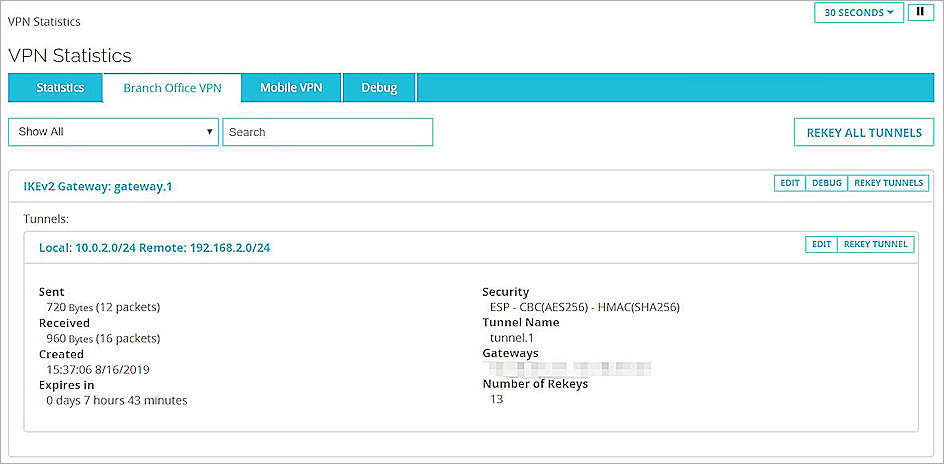 VPN Statistics
30 SECONDS
VPN Statistics
Statistics Branch Office VPN Mobile VPN Debug
Show All Search REKEY ALL TUNNELS
IKEv2 Gateway: gateway.1 EDIT DEBUG REKEY TUNNELS
Tunnels:
Local: 10.0.2.0/24 Remote: 192.168.2.0/24 EDIT REKEY TUNNEL
Sent
720 Bytes (12 packets)
Received
960 Bytes (16 packets)
Created
15:37:06 8/16/2019
Expires in
0 days 7 hours 43 minutes
Security
ESP - CBC(AES256) - HMAC(SHA256)
Tunnel Name
tunnel.1
Gateways
Number of Rekeys
13